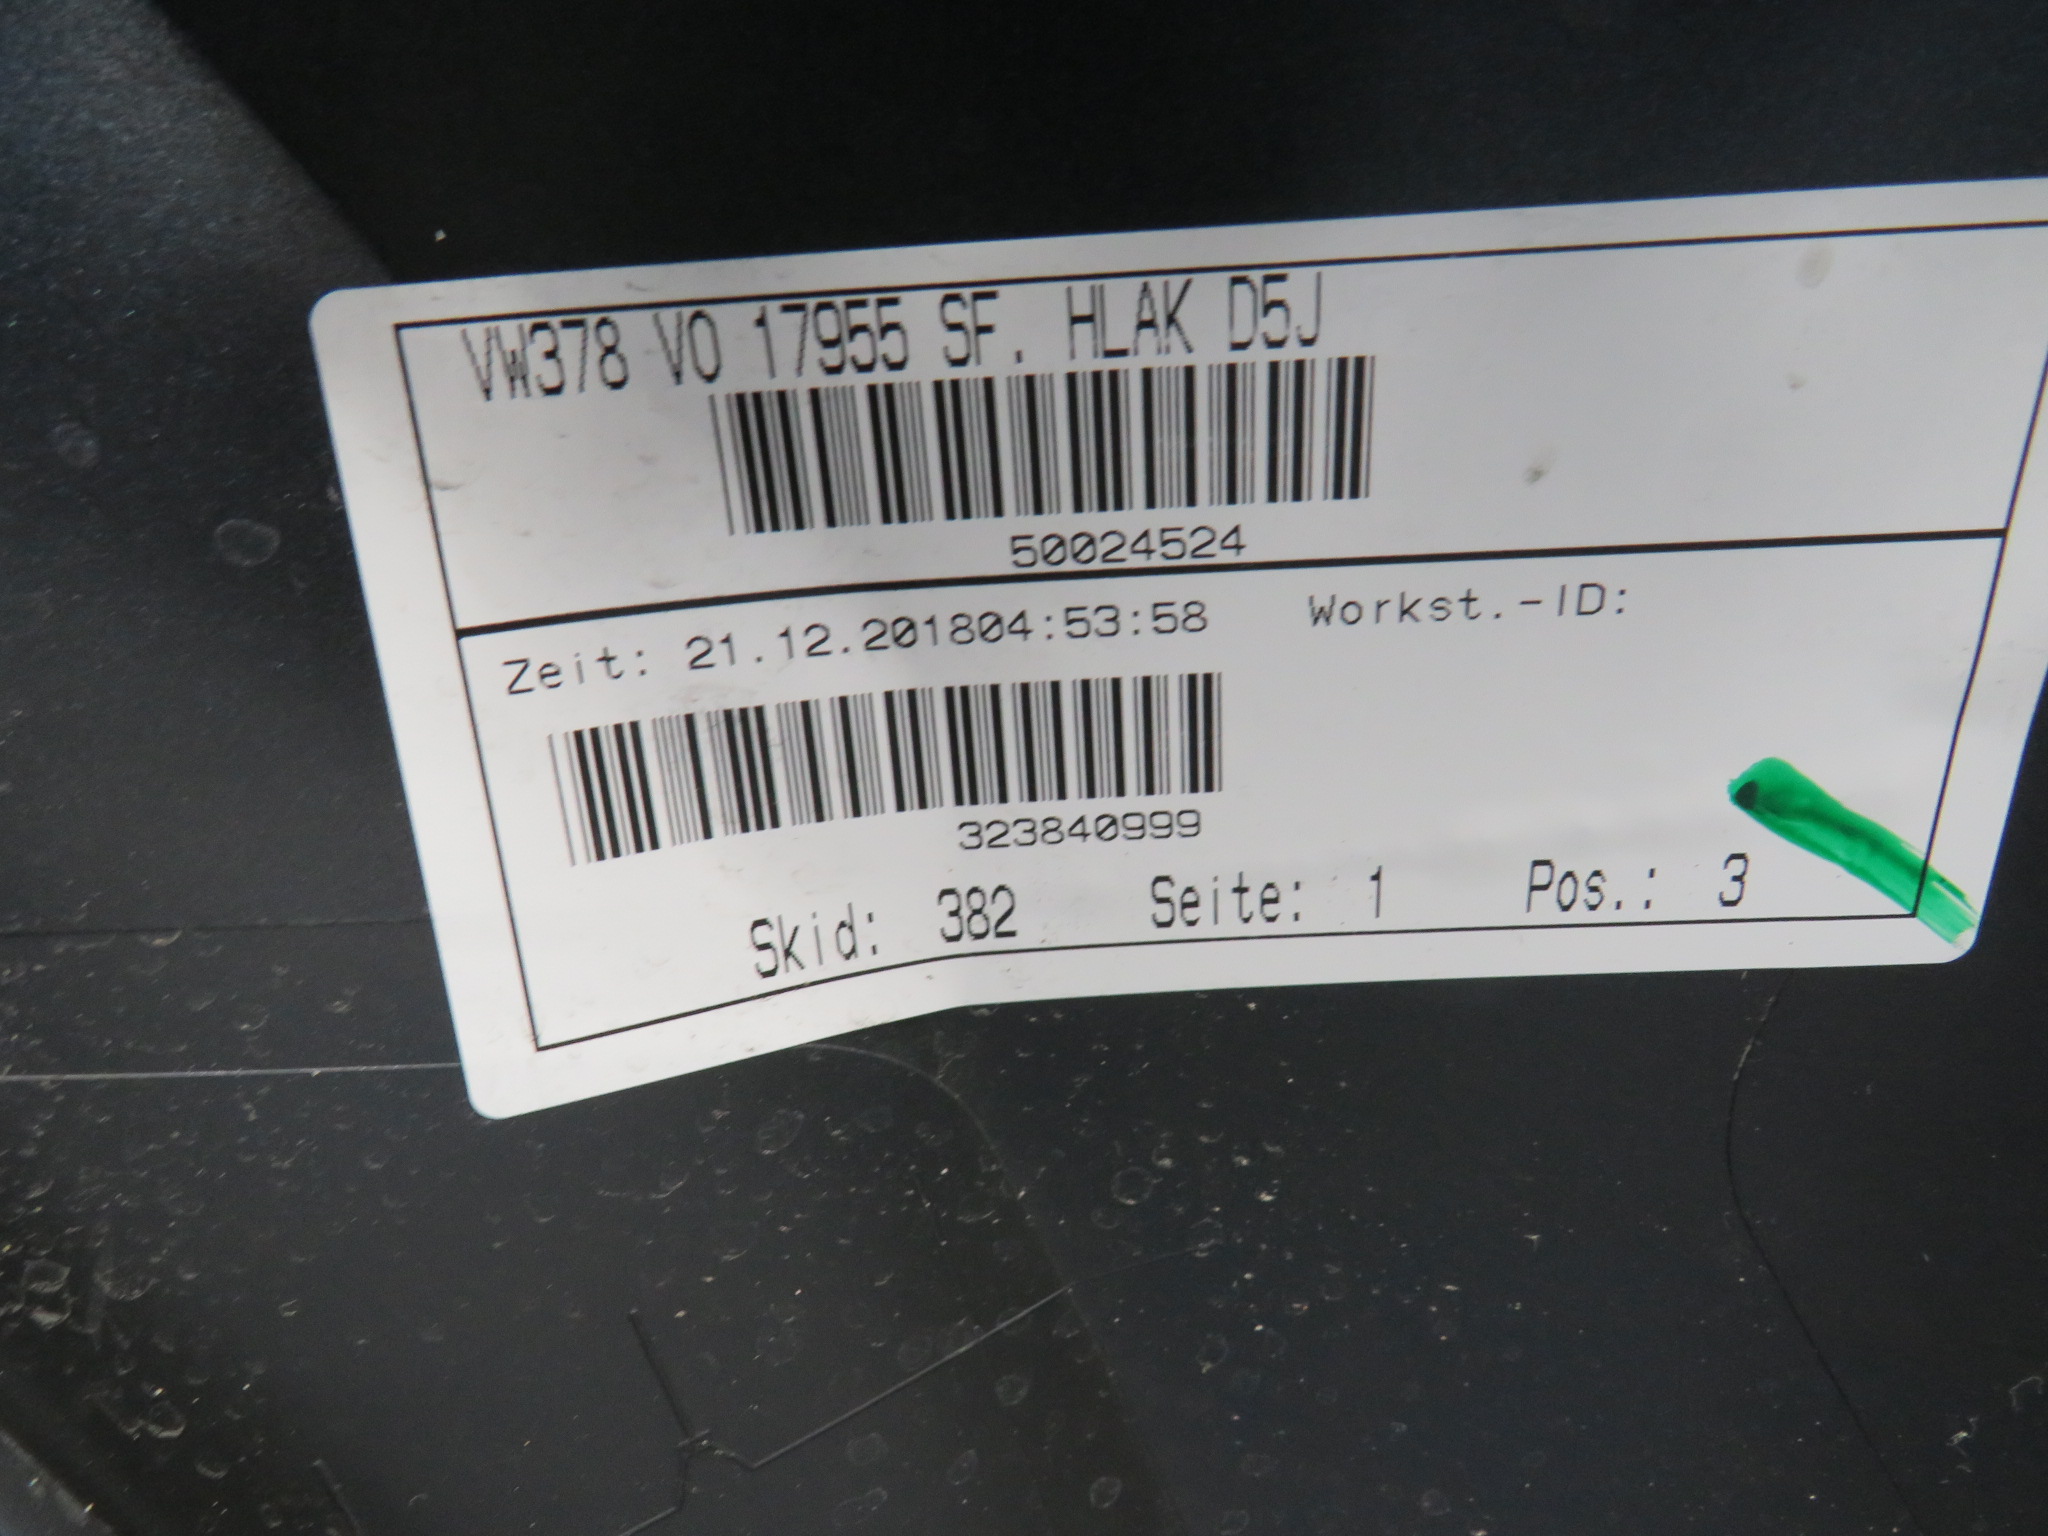 VW378 VO 17955 SF. HLAK D5J
50024524
Zeit: 21.12.201804:53:58 Workst.-ID:
323840999
Skid: 382 Seite: 1 Pos.: 3